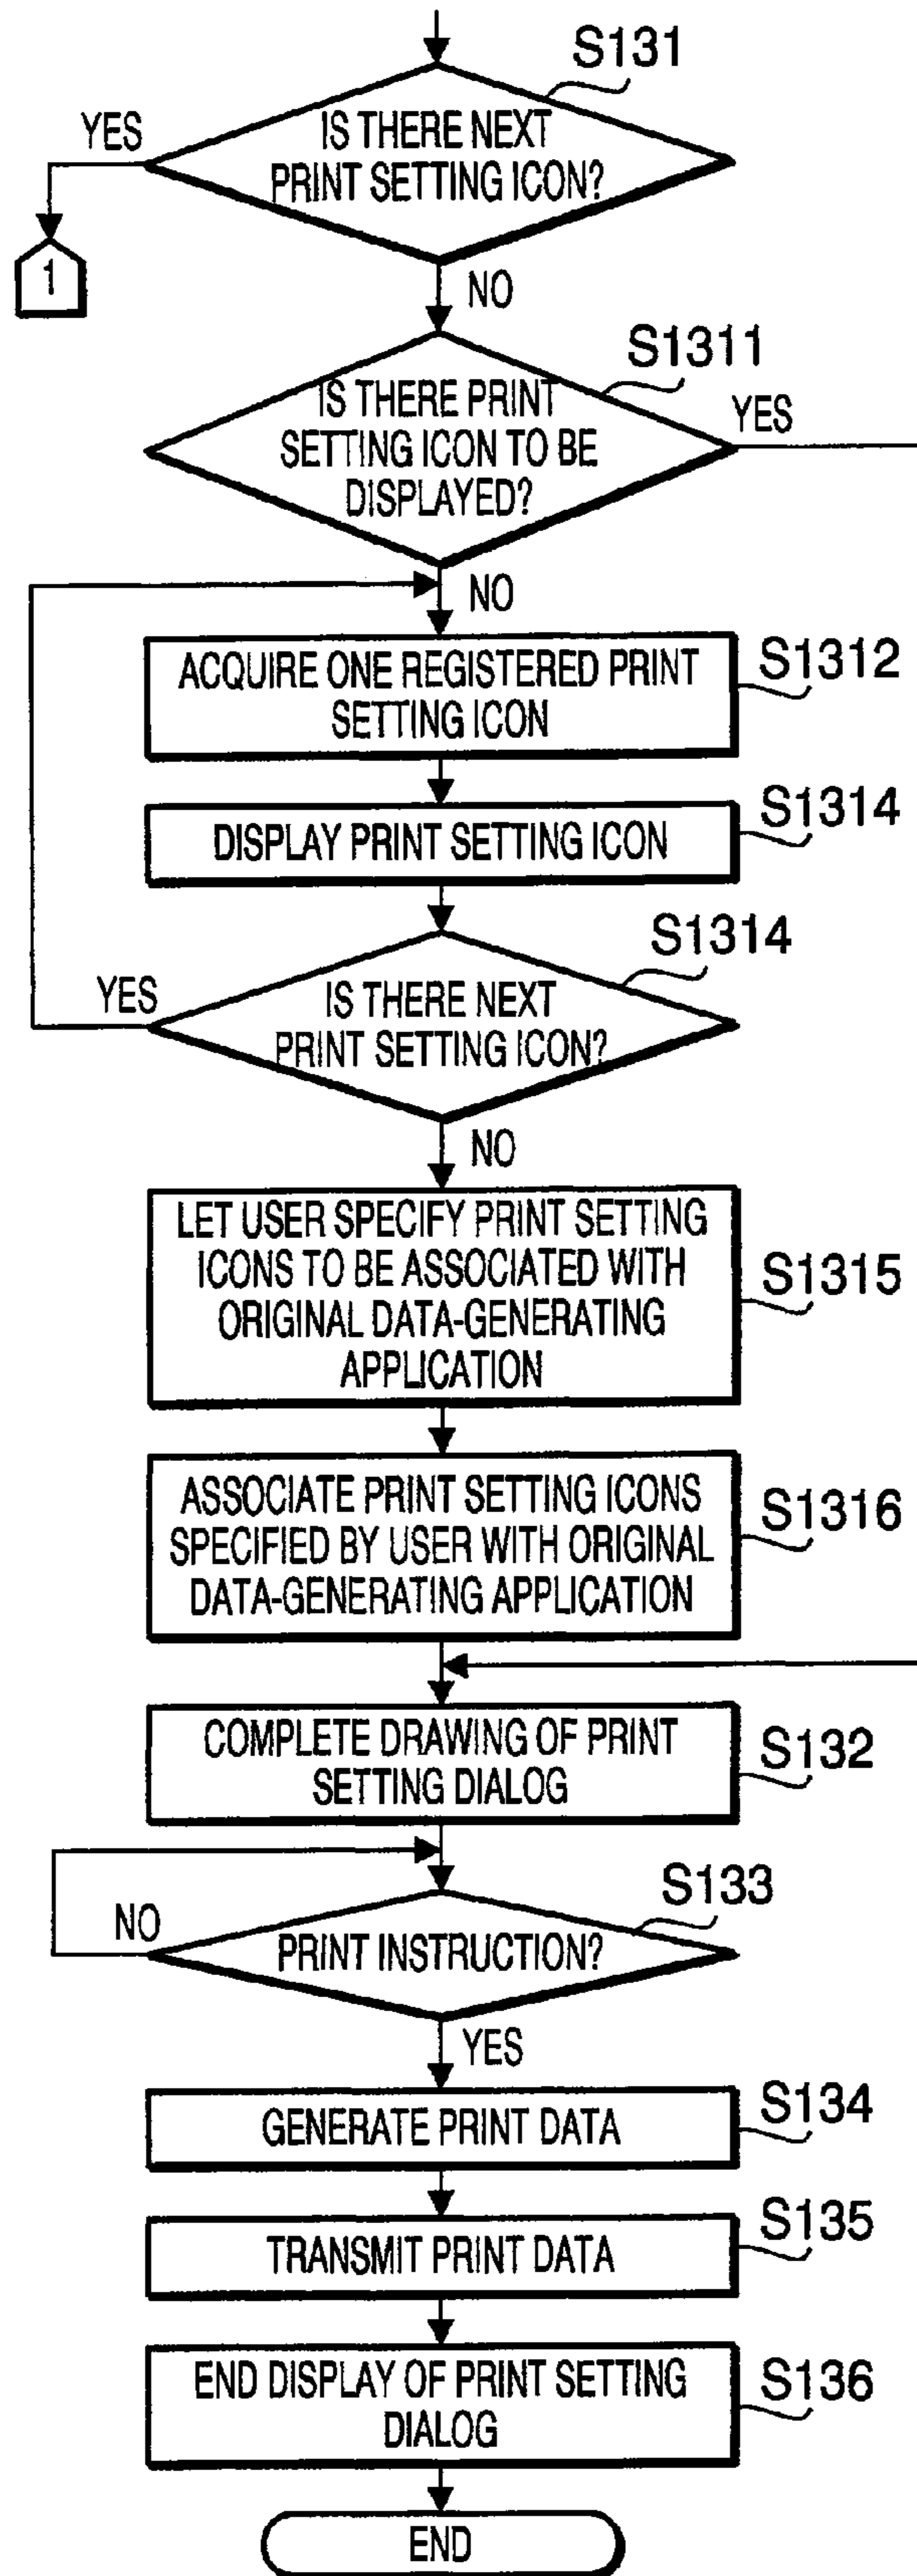 S131
IS THERE NEXT
PRINT SETTING ICON?
YES
1
NO
S1311
IS THERE PRINT
SETTING ICON TO BE
DISPLAYED?
YES
NO
ACQUIRE ONE REGISTERED PRINT
SETTING ICON
S1312
DISPLAY PRINT SETTING ICON
S1314
S1314
IS THERE NEXT
PRINT SETTING ICON?
YES
NO
LET USER SPECIFY PRINT SETTING
ICONS TO BE ASSOCIATED WITH
ORIGINAL DATA-GENERATING
APPLICATION
S1315
ASSOCIATE PRINT SETTING ICONS
SPECIFIED BY USER WITH ORIGINAL
DATA-GENERATING APPLICATION
S1316
COMPLETE DRAWING OF PRINT
SETTING DIALOG
S132
S133
NO
PRINT INSTRUCTION?
YES
GENERATE PRINT DATA
S134
TRANSMIT PRINT DATA
S135
END DISPLAY OF PRINT SETTING
DIALOG
S136
END